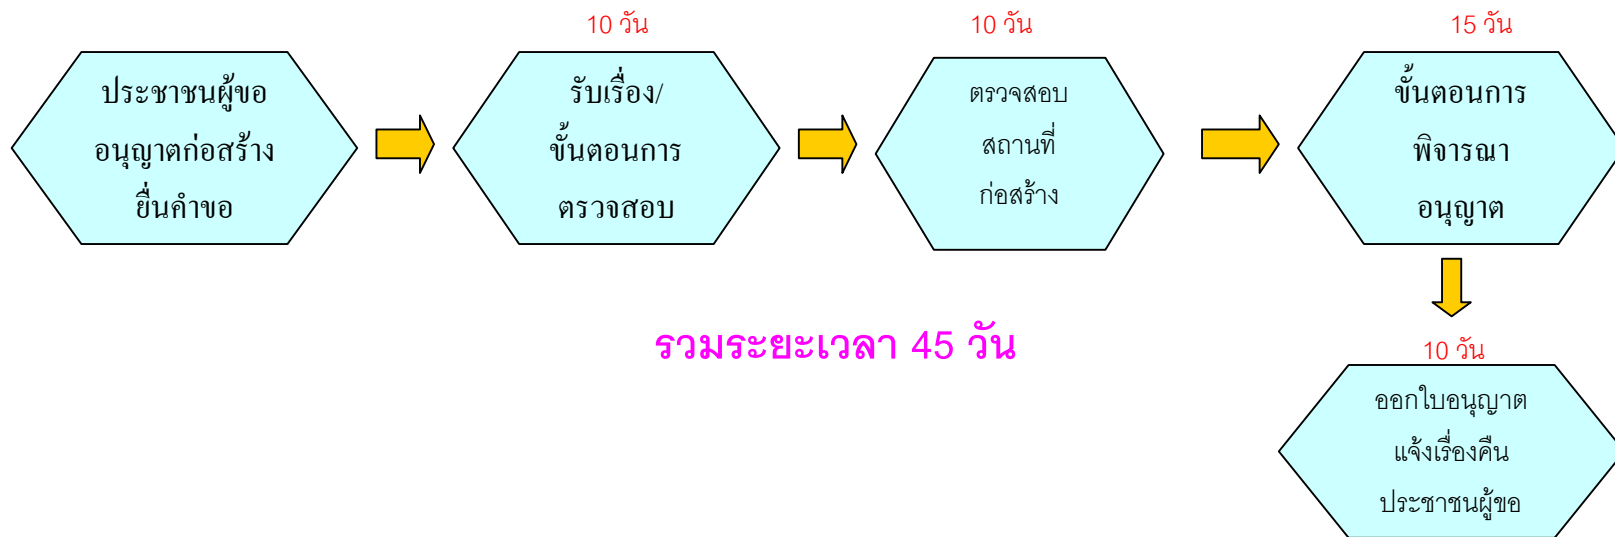 ประชาชนผู้ขอ
อนุญาตก่อสร้าง
ยื่นคำขอ
10 วัน
รับเรื่อง/
ขั้นตอนการ
ตรวจสอบ
10 วัน
ตรวจสอบ
สถานที่
ก่อสร้าง
15 วัน
ขั้นตอนการ
พิจารณา
อนุญาต
10 วัน
ออกใบอนุญาต
แจ้งเรื่องคืน
ประชาชนผู้ขอ
รวมระยะเวลา 45 วัน